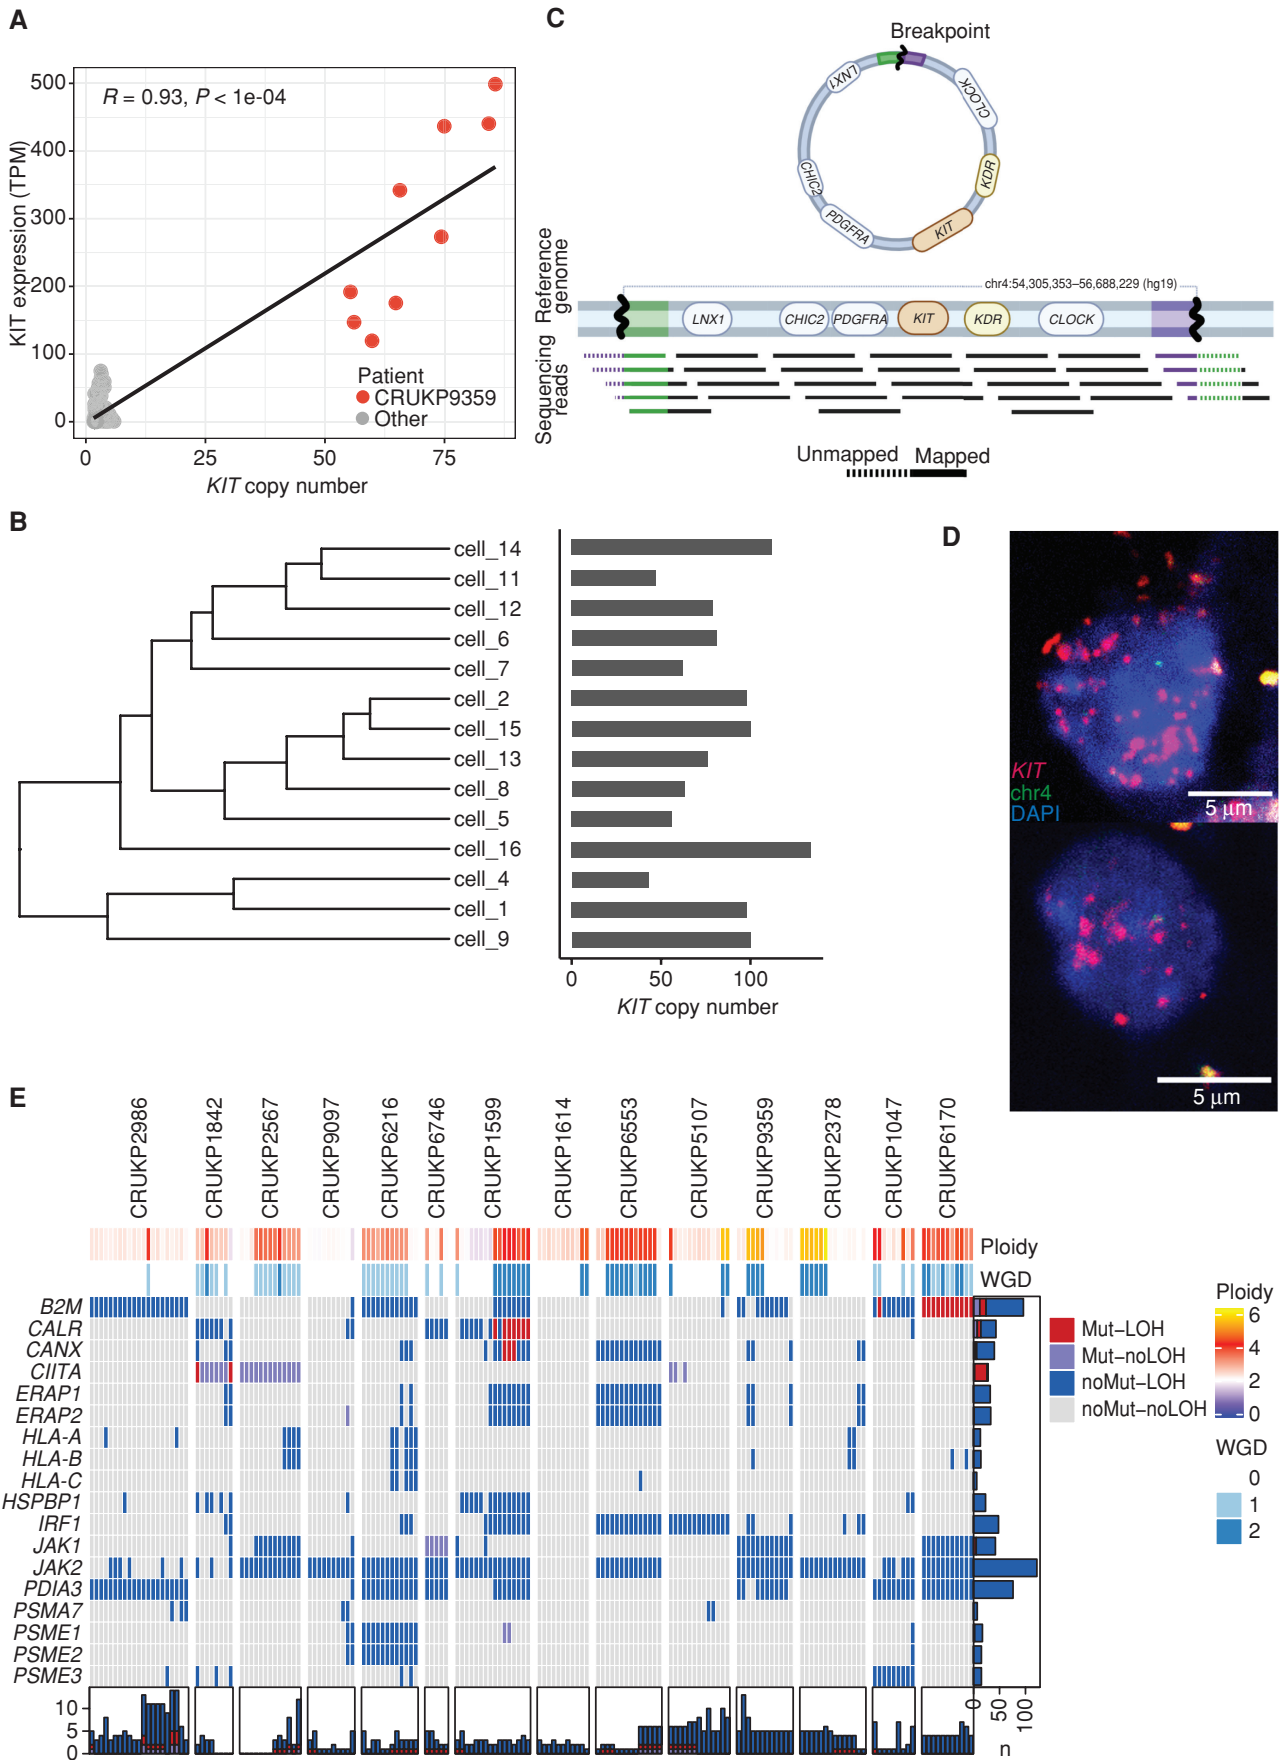 A
500
400
300
200
100
0
KIT expression (TPM)
R = 0.93, P < 1e-04
Patient
CRUKP9359
Other
0 25 50 75
KIT copy number
C
Breakpoint
LNX1
CLOCK
KDR
KIT
PDGFRA
CHIC2
Reference genome
chr4:54,305,353–56,688,229 (hg19)
LNX1 CHIC2 PDGFRA KIT KDR CLOCK
Sequencing reads
Unmapped Mapped
B
cell_14
cell_11
cell_12
cell_6
cell_7
cell_2
cell_15
cell_13
cell_8
cell_5
cell_16
cell_4
cell_1
cell_9
0 50 100
KIT copy number
D
KIT
chr4
DAPI
5 µm
5 µm
E
CRUKP2986 CRUKP1842 CRUKP2567 CRUKP9097 CRUKP6216 CRUKP6746 CRUKP1599 CRUKP1614 CRUKP6553 CRUKP5107 CRUKP9359 CRUKP2378 CRUKP1047 CRUKP6170
Ploidy
WGD
B2M
CALR
CANX
CIITA
ERAP1
ERAP2
HLA-A
HLA-B
HLA-C
HSPBP1
IRF1
JAK1
JAK2
PDIA3
PSMA7
PSME1
PSME2
PSME3
10
5
0
0 50 100
n
Mut−LOH
Mut−noLOH
noMut−LOH
noMut−noLOH
Ploidy
6
4
2
0
WGD
0
1
2